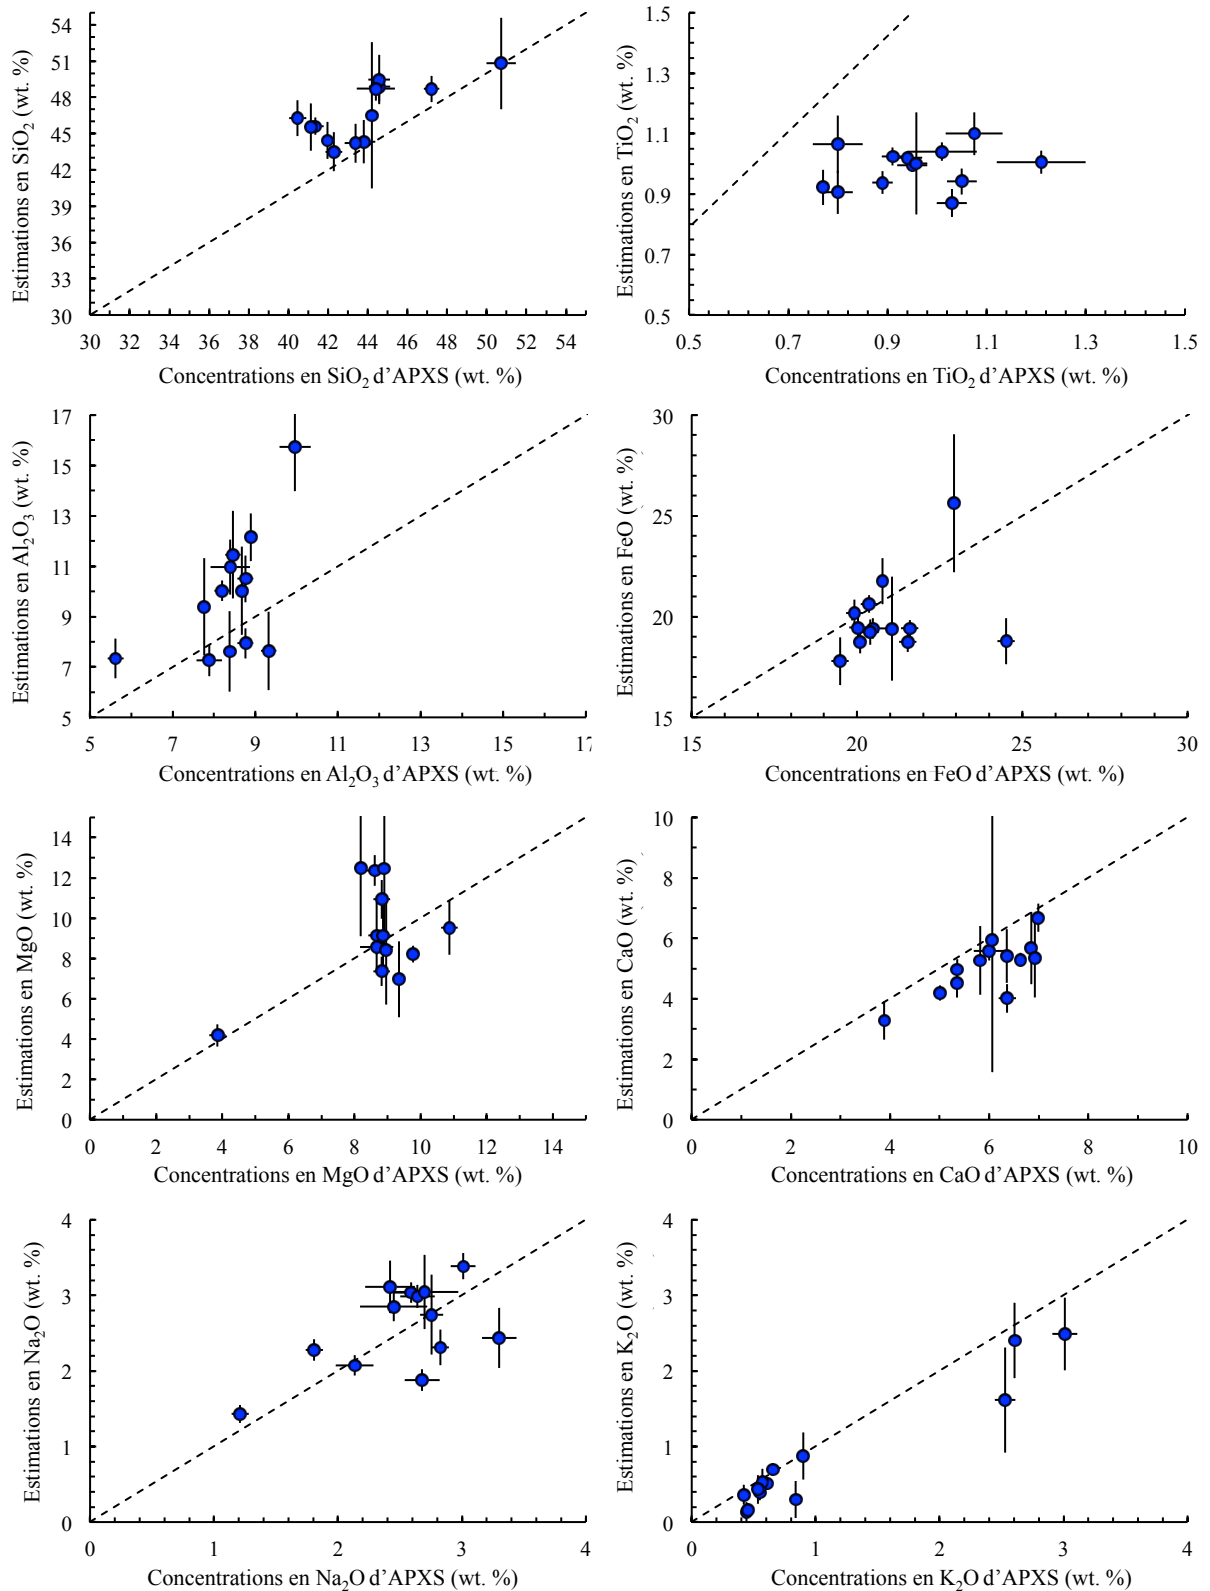 54
51
48
45
42
39
36
33
30
Estimations en SiO₂ (wt. %)
30 32 34 36 38 40 42 44 46 48 50 52 54
Concentrations en SiO₂ d’APXS (wt. %)
1.5
1.3
1.1
0.9
0.7
0.5
Estimations en TiO₂ (wt. %)
0.5 0.7 0.9 1.1 1.3 1.5
Concentrations en TiO₂ d’APXS (wt. %)
17
15
13
11
9
7
5
Estimations en Al₂O₃ (wt. %)
5 7 9 11 13 15 17
Concentrations en Al₂O₃ d’APXS (wt. %)
30
25
20
15
Estimations en FeO (wt. %)
15 20 25 30
Concentrations en FeO d’APXS (wt. %)
14
12
10
8
6
4
2
0
Estimations en MgO (wt. %)
0 2 4 6 8 10 12 14
Concentrations en MgO d’APXS (wt. %)
10
8
6
4
2
0
Estimations en CaO (wt. %)
0 2 4 6 8 10
Concentrations en CaO d’APXS (wt. %)
4
3
2
1
0
Estimations en Na₂O (wt. %)
0 1 2 3 4
Concentrations en Na₂O d’APXS (wt. %)
4
3
2
1
0
Estimations en K₂O (wt. %)
0 1 2 3 4
Concentrations en K₂O d’APXS (wt. %)